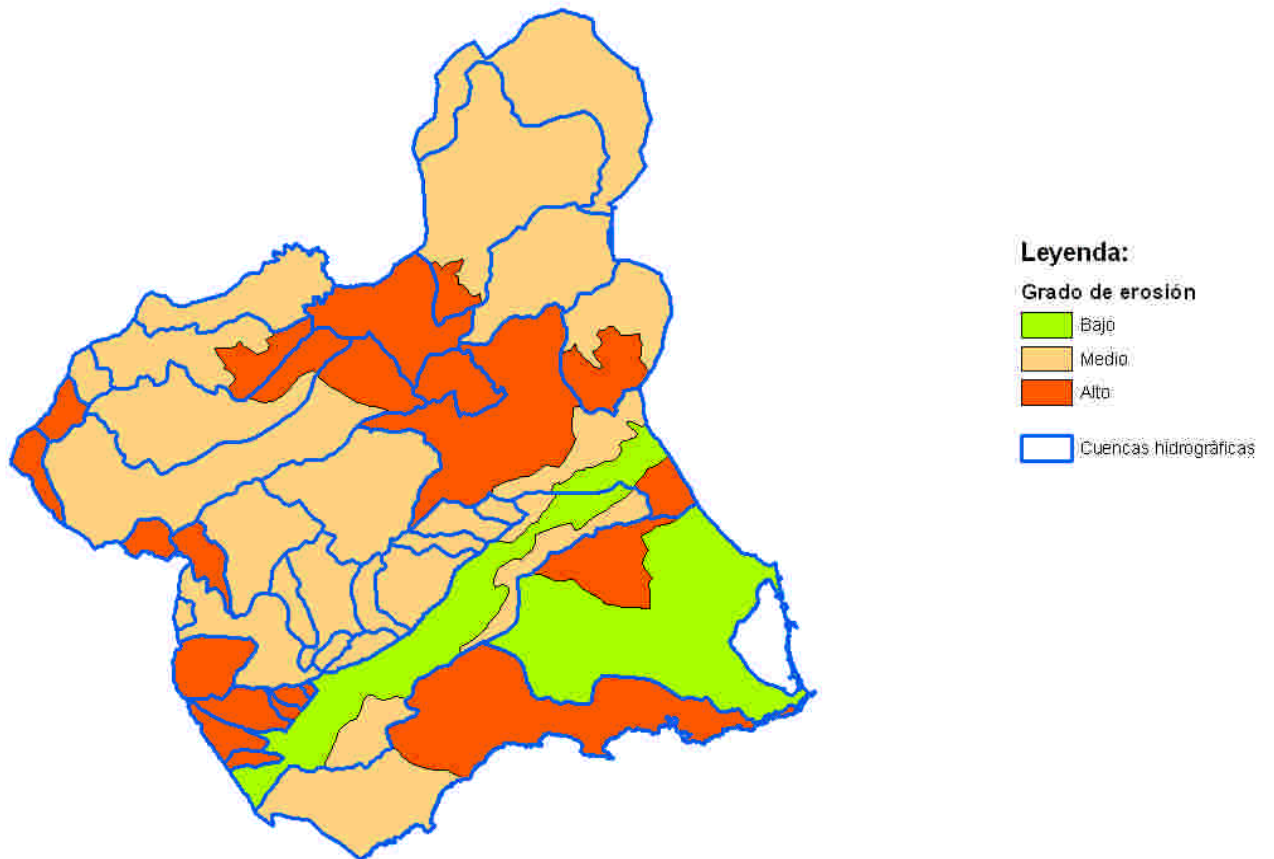 Leyenda:
Grado de erosión
Bajo
Medio
Alto
Cuencas hidrográficas